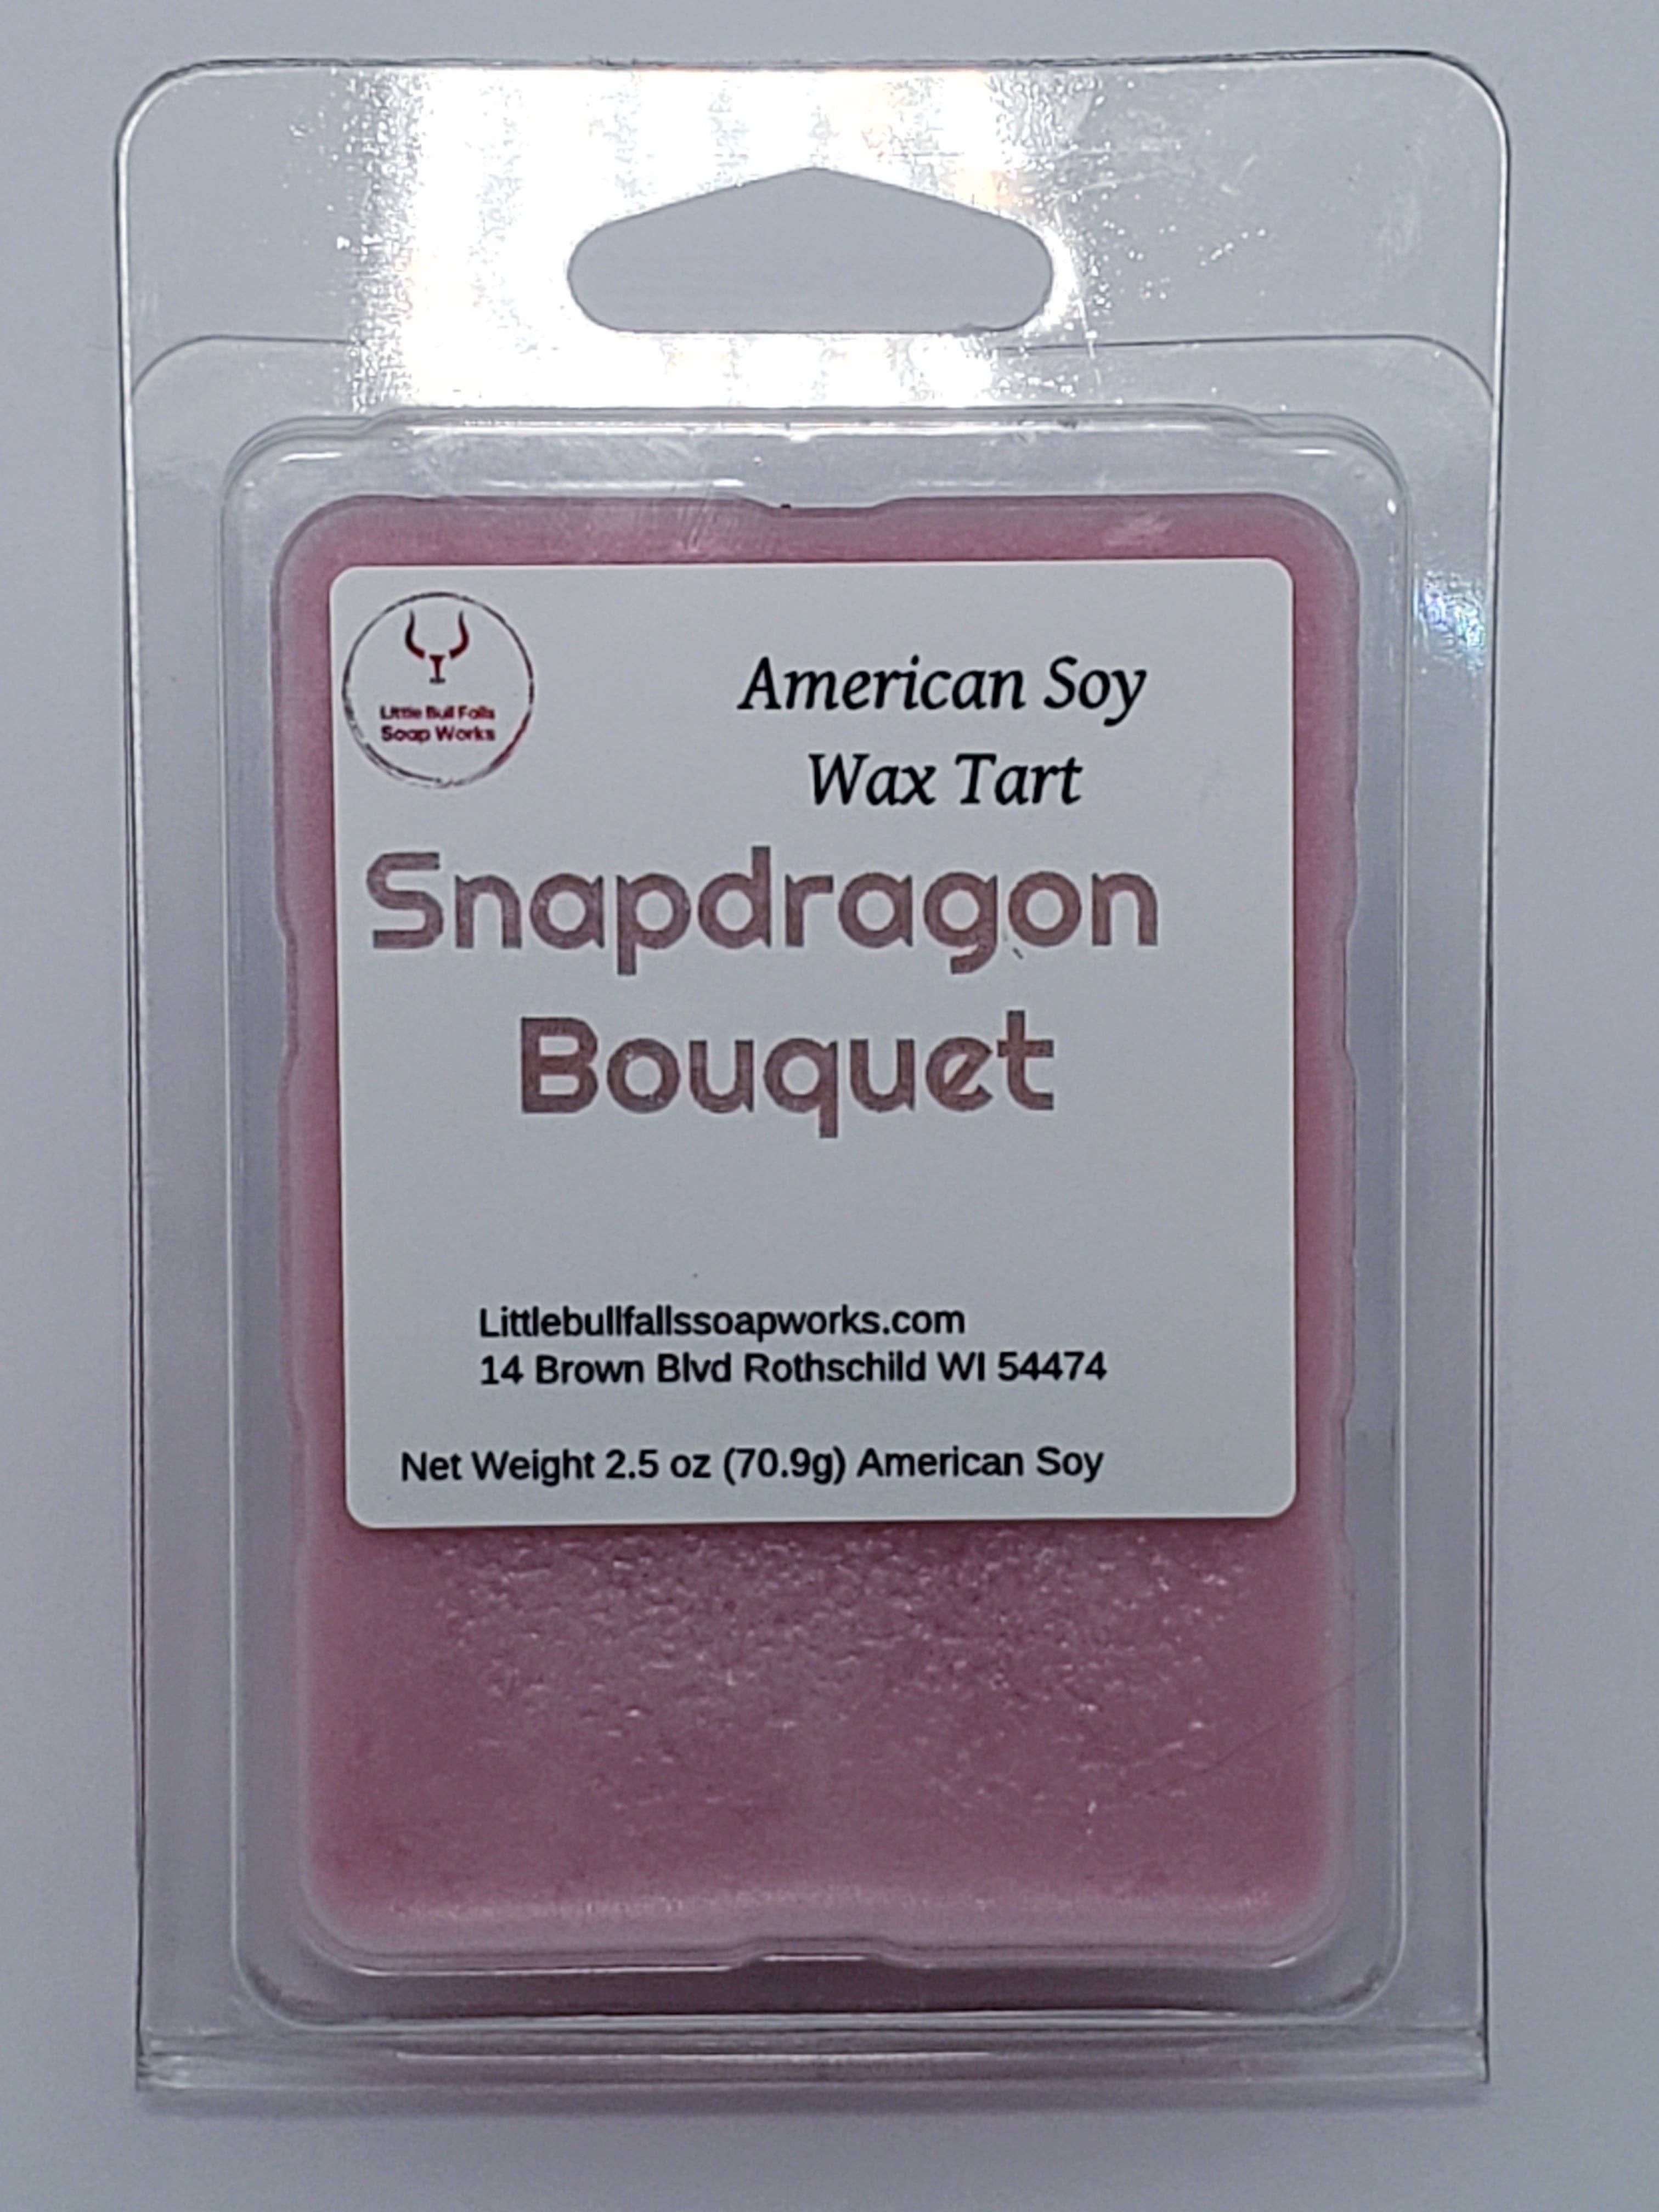 Little Bull Falls
Soap Works
American Soy
Wax Tart
Snapdragon
Bouquet
Littlebullfallssoapworks.com
14 Brown Blvd Rothschild WI 54474
Net Weight 2.5 oz (70.9g) American Soy